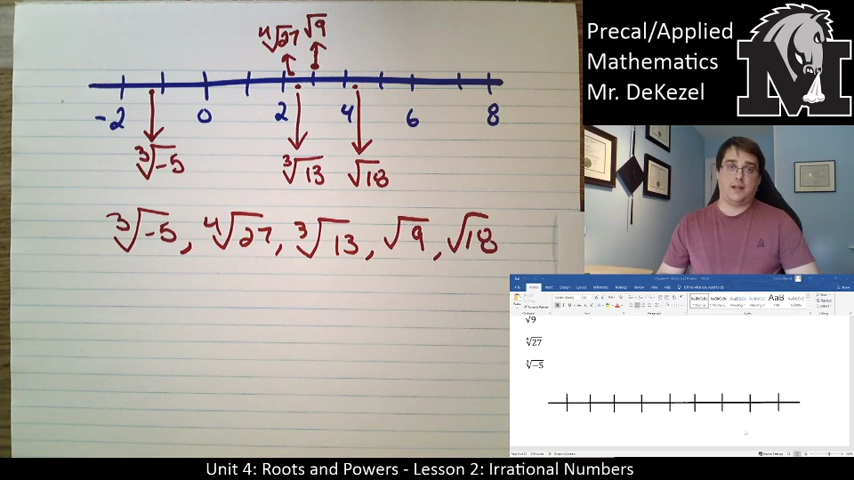 Precal/Applied
Mathematics
Mr. DeKezel
M
∜27 √9
-2 0 2 4 6 8
∛-5 ∛13 √18
∛-5, ∜27, ∛13, √9, √18
√9
∜27
∛-5
Unit 4: Roots and Powers - Lesson 2: Irrational Numbers